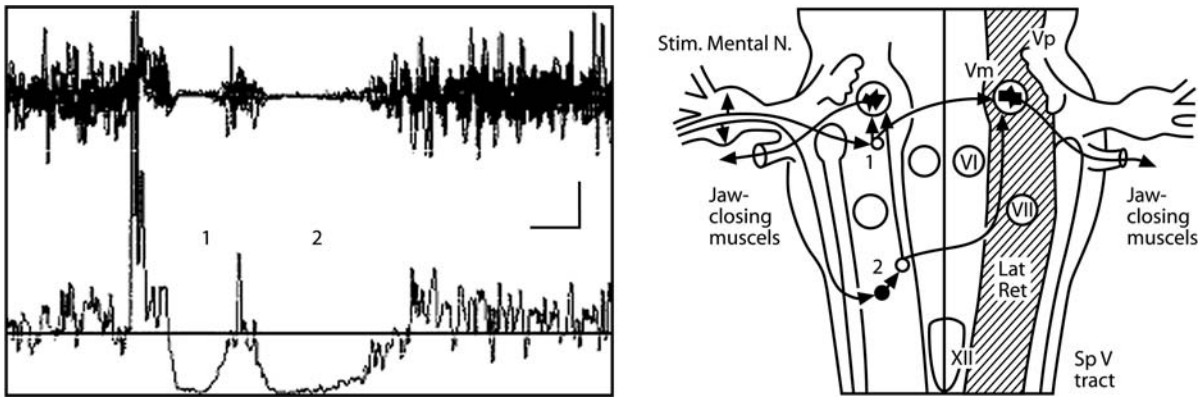 1
2
Stim. Mental N.
Vp
Vm
1
VI
VII
Jaw-
closing
muscels
Jaw-
closing
muscels
2
Lat
Ret
XII
Sp V
tract